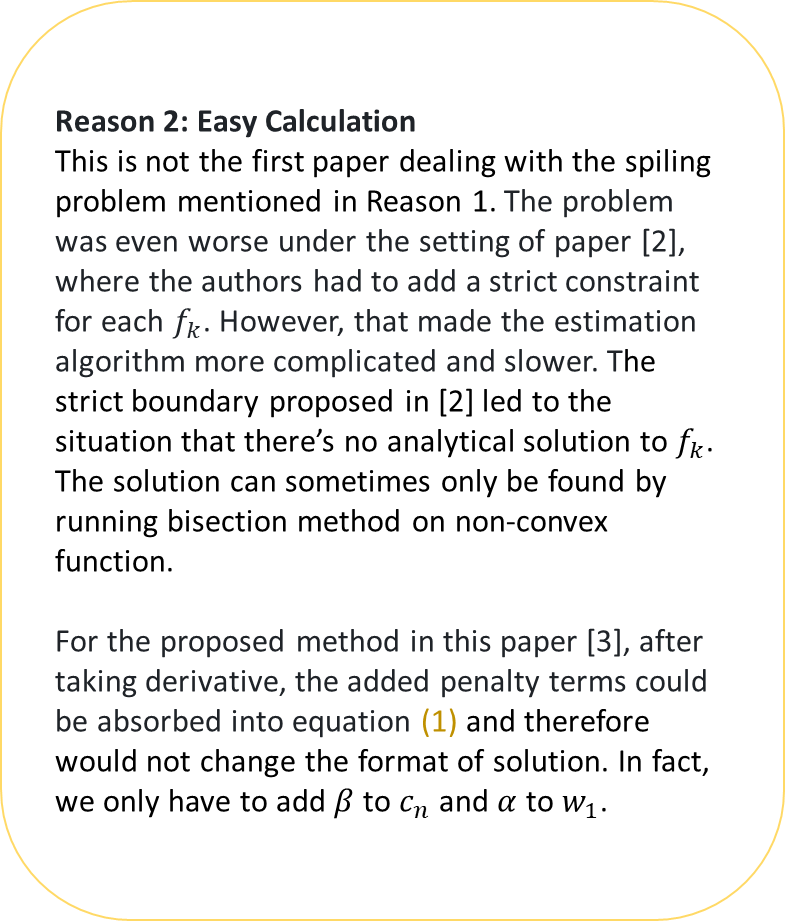 Reason 2: Easy Calculation
This is not the first paper dealing with the spiling
problem mentioned in Reason 1. The problem
was even worse under the setting of paper [2],
where the authors had to add a strict constraint
for each fₖ. However, that made the estimation
algorithm more complicated and slower. The
strict boundary proposed in [2] led to the
situation that there’s no analytical solution to fₖ.
The solution can sometimes only be found by
running bisection method on non-convex
function.
For the proposed method in this paper [3], after
taking derivative, the added penalty terms could
be absorbed into equation (1) and therefore
would not change the format of solution. In fact,
we only have to add β to cₙ and α to w₁.